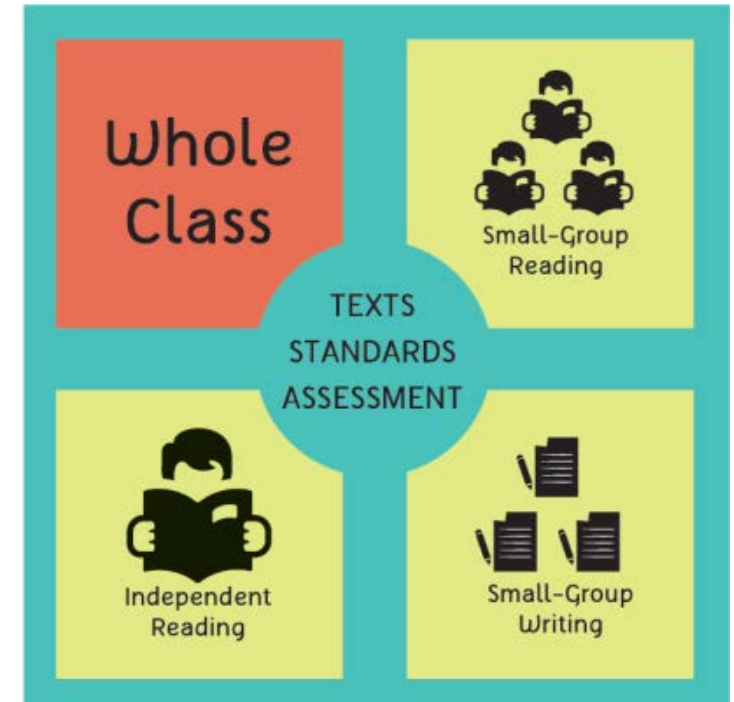 Whole
Class
Small-Group
Reading
TEXTS
STANDARDS
ASSESSMENT
Independent
Reading
Small-Group
Writing